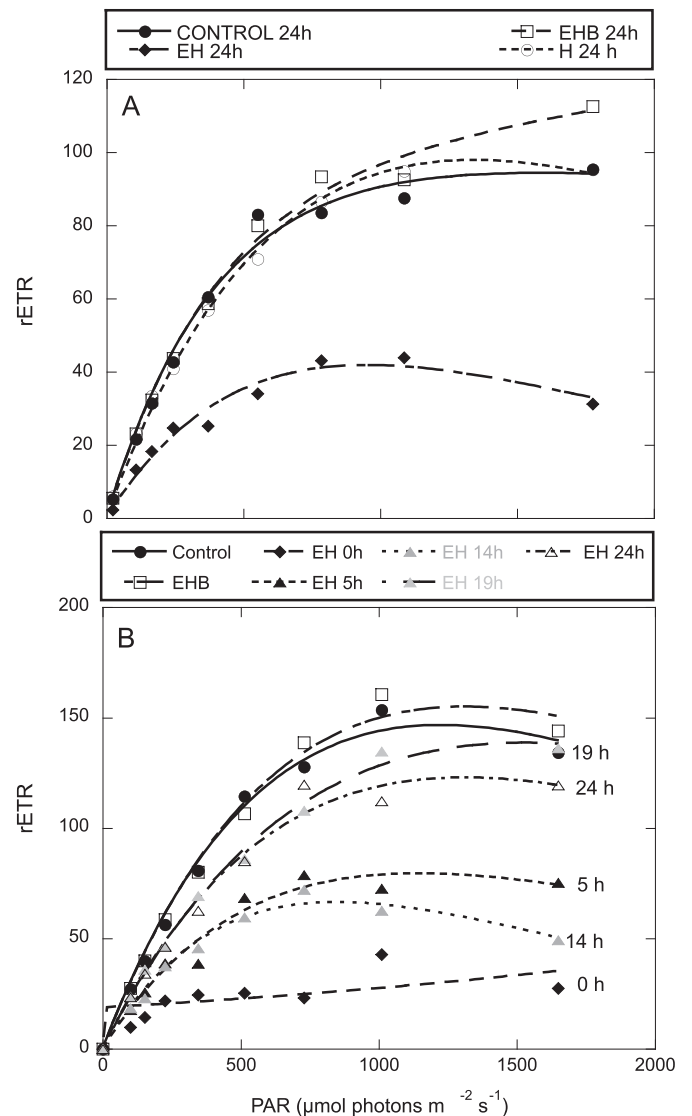 CONTROL 24h EHB 24h
EH 24h H 24 h
120
A
100
80
60
40
20
0
rETR
Control EH 0h EH 14h EH 24h
EHB EH 5h EH 19h
200
B
150
19 h
24 h
100
5 h
50
14 h
0 h
0
rETR
0 500 1000 1500 2000
PAR (µmol photons m -2 s-1)